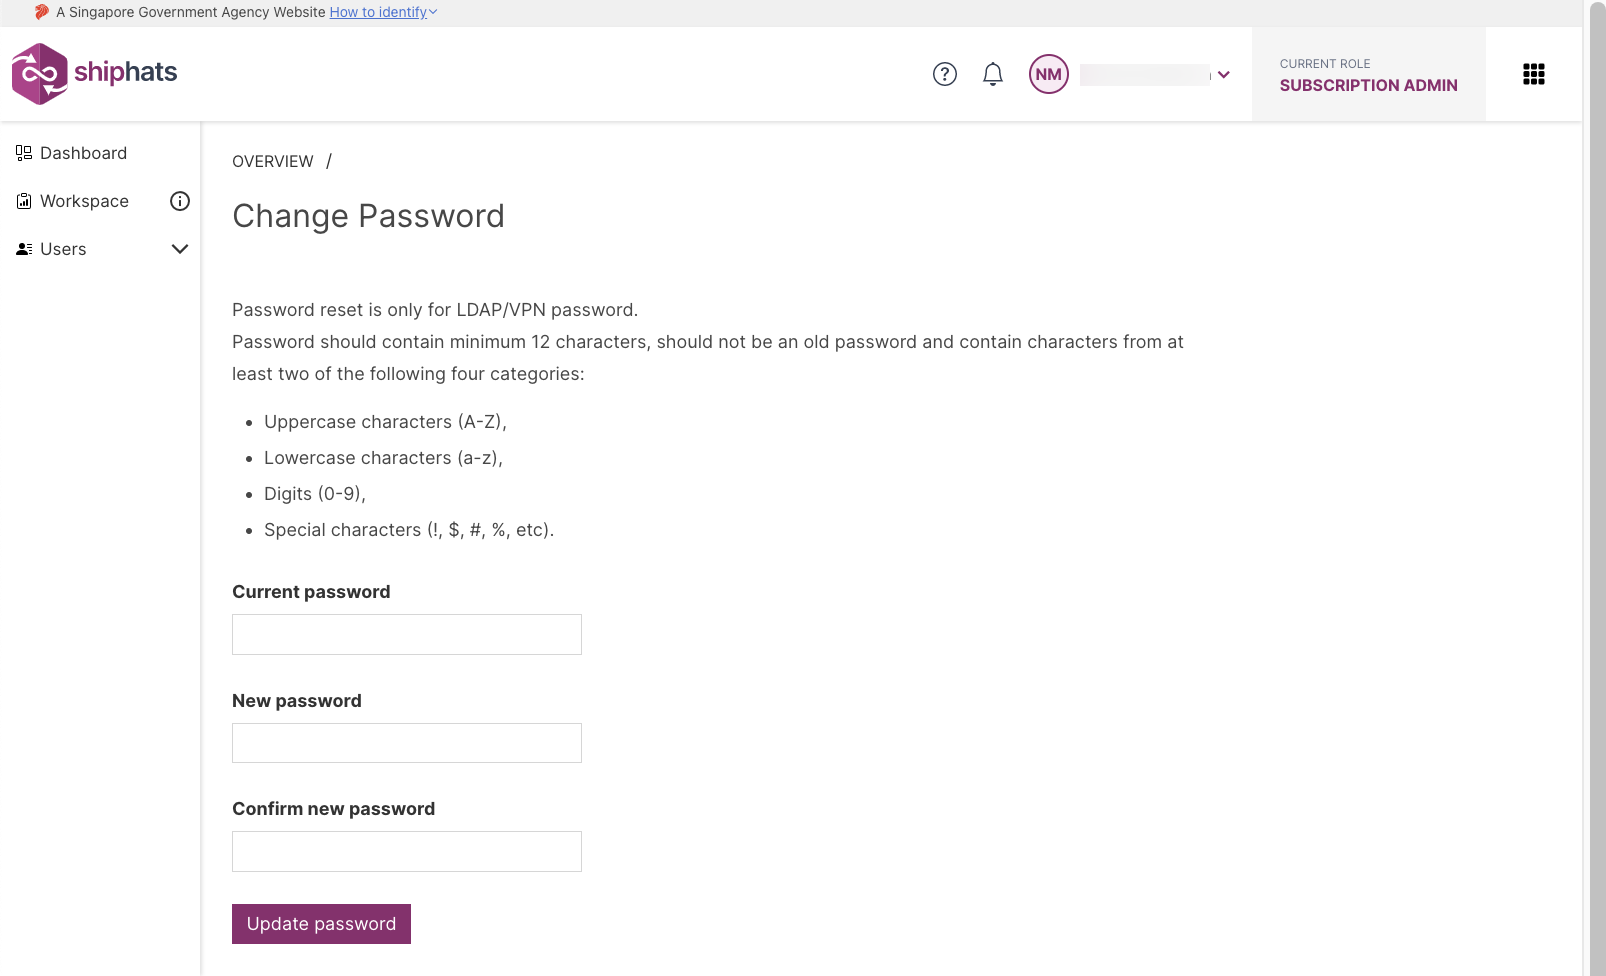 A Singapore Government Agency Website How to identify
shiphats
?
NM
CURRENT ROLE
SUBSCRIPTION ADMIN
Dashboard
Workspace
Users
OVERVIEW /
Change Password
Password reset is only for LDAP/VPN password.
Password should contain minimum 12 characters, should not be an old password and contain characters from at
least two of the following four categories:
• Uppercase characters (A-Z),
• Lowercase characters (a-z),
• Digits (0-9),
• Special characters (!, $, #, %, etc).
Current password
New password
Confirm new password
Update password